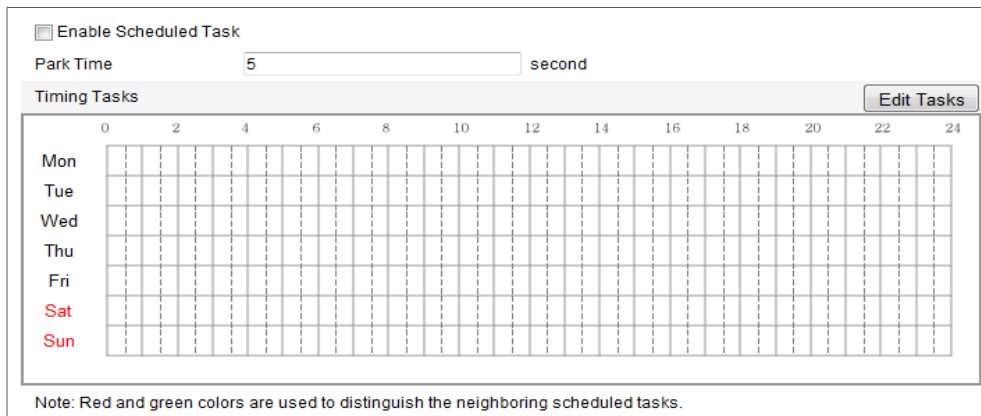 Enable Scheduled Task
Park Time 5 second
Timing Tasks Edit Tasks
0 2 4 6 8 10 12 14 16 18 20 22 24
Mon
Tue
Wed
Thu
Fri
Sat
Sun
Note: Red and green colors are used to distinguish the neighboring scheduled tasks.